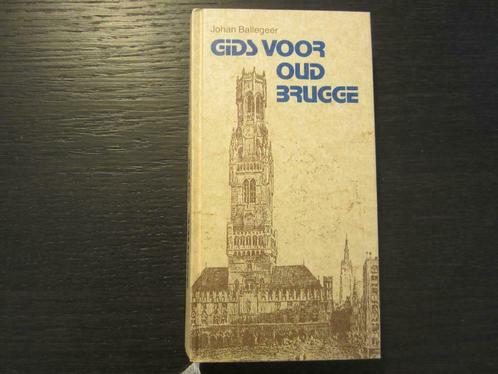 Johan Ballegeer
GIDS VOOR
OUD
BRUGGE